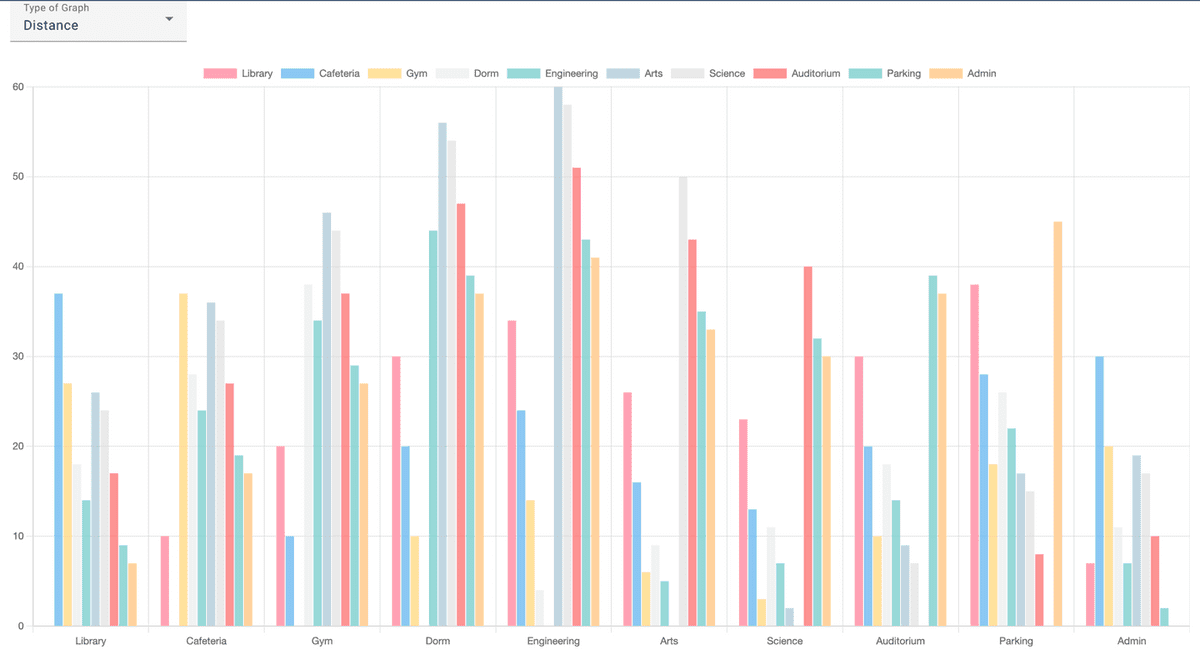 Type of Graph
Distance
Library Cafeteria Gym Dorm Engineering Arts Science Auditorium Parking Admin
60
50
40
30
20
10
0
Library Cafeteria Gym Dorm Engineering Arts Science Auditorium Parking Admin